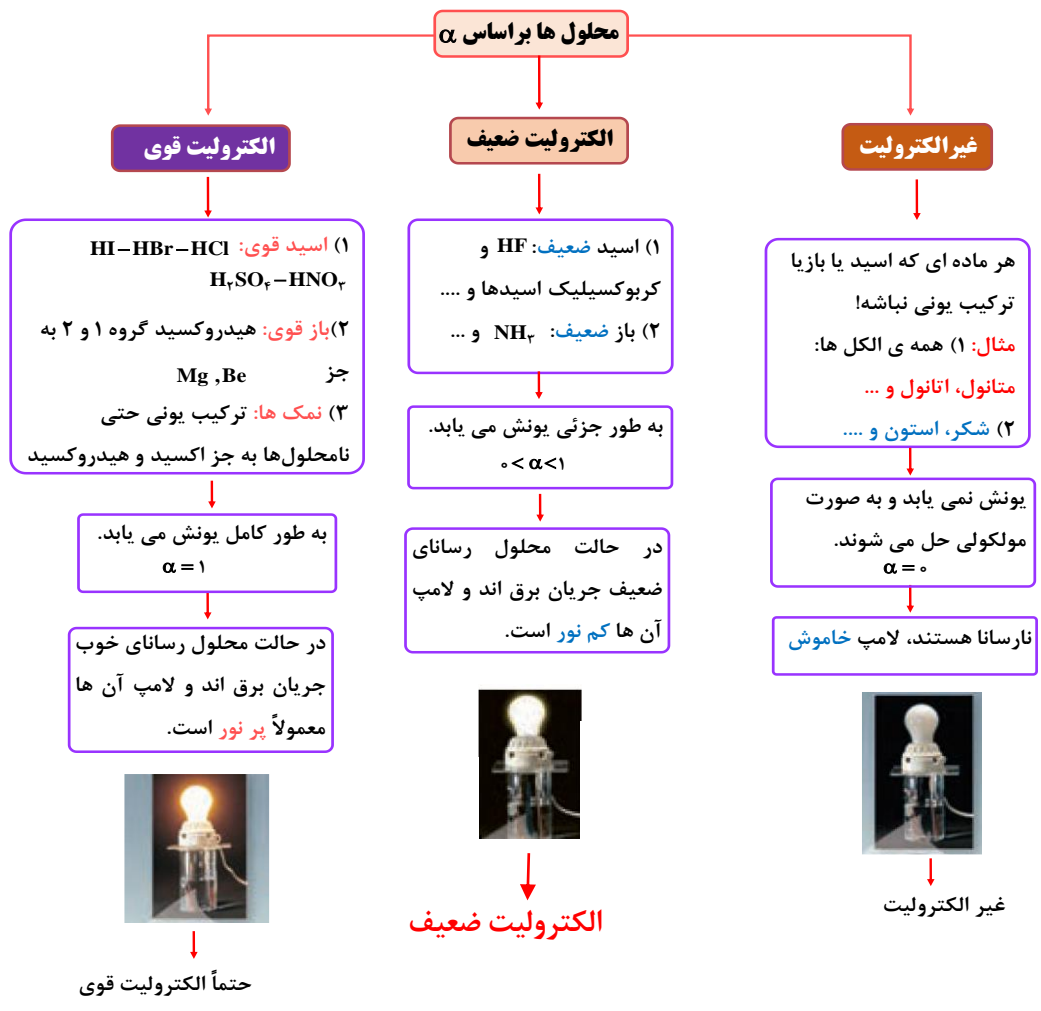 محلول ها براساس α
غیرالکترولیت
هر ماده ای که اسید یا بازیا
ترکیب یونی نباشه!
مثال: ۱) همه ی الکل ها:
متانول، اتانول و ...
۲) شکر، استون و ....
یونش نمی یابد و به صورت
مولکولی حل می شوند.
α = ۰
نارسانا هستند، لامپ خاموش
غیر الکترولیت
الکترولیت ضعیف
۱) اسید ضعیف: HF و
کربوکسیلیک اسیدها و ....
۲) باز ضعیف: NH۳ و ...
به طور جزئی یونش می یابد.
۰ < α < ۱
در حالت محلول رسانای
ضعیف جریان برق اند و لامپ
آن ها کم نور است.
الکترولیت ضعیف
الکترولیت قوی
۱) اسید قوی: HI – HBr – HCl
H۲SO۴ – HNO۳
۲)باز قوی: هیدروکسید گروه ۱ و ۲ به
جز Mg ,Be
۳) نمک ها: ترکیب یونی حتی
نامحلول‌ها به جز اکسید و هیدروکسید
به طور کامل یونش می یابد.
α = ۱
در حالت محلول رسانای خوب
جریان برق اند و لامپ آن ها
معمولاً پر نور است.
حتماً الکترولیت قوی